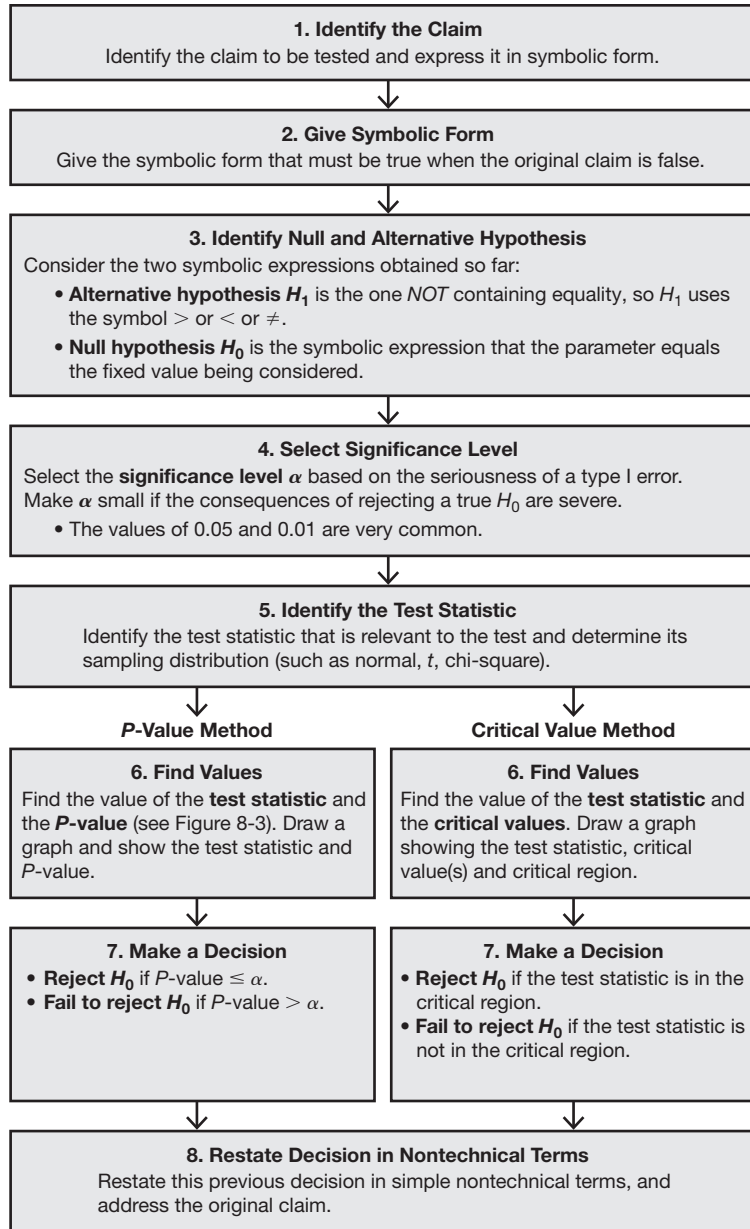 1. Identify the Claim
Identify the claim to be tested and express it in symbolic form.
2. Give Symbolic Form
Give the symbolic form that must be true when the original claim is false.
3. Identify Null and Alternative Hypothesis
Consider the two symbolic expressions obtained so far:
• Alternative hypothesis H₁ is the one NOT containing equality, so H₁ uses
the symbol > or < or ≠.
• Null hypothesis H₀ is the symbolic expression that the parameter equals
the fixed value being considered.
4. Select Significance Level
Select the significance level α based on the seriousness of a type I error.
Make α small if the consequences of rejecting a true H₀ are severe.
• The values of 0.05 and 0.01 are very common.
5. Identify the Test Statistic
Identify the test statistic that is relevant to the test and determine its
sampling distribution (such as normal, t, chi-square).
P-Value Method
6. Find Values
Find the value of the test statistic and
the P-value (see Figure 8-3). Draw a
graph and show the test statistic and
P-value.
7. Make a Decision
• Reject H₀ if P-value ≤ α.
• Fail to reject H₀ if P-value > α.
Critical Value Method
6. Find Values
Find the value of the test statistic and
the critical values. Draw a graph
showing the test statistic, critical
value(s) and critical region.
7. Make a Decision
• Reject H₀ if the test statistic is in the
critical region.
• Fail to reject H₀ if the test statistic is
not in the critical region.
8. Restate Decision in Nontechnical Terms
Restate this previous decision in simple nontechnical terms, and
address the original claim.